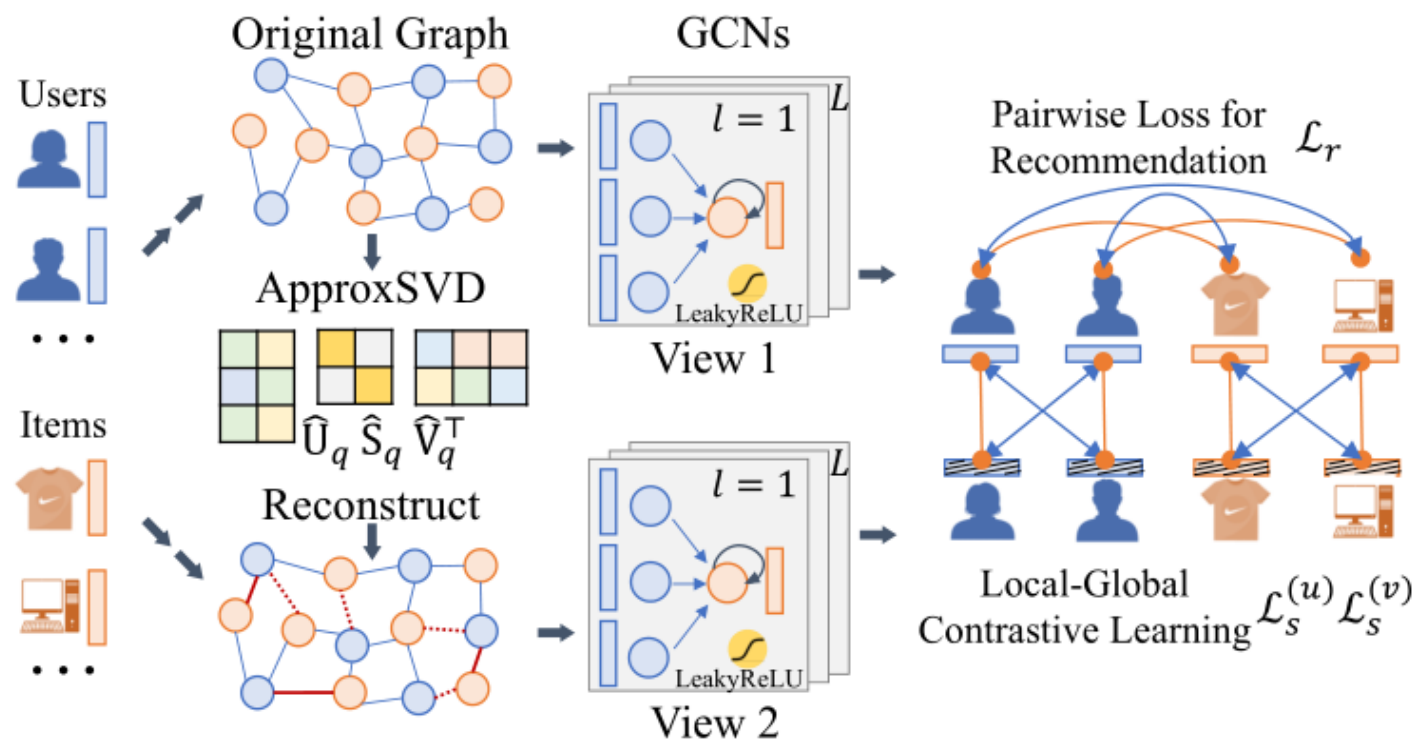 Original Graph
GCNs
Users
l = 1
L
Pairwise Loss for
Recommendation ℒ_r
ApproxSVD
LeakyReLU
View 1
Items
Û_q Ŝ_q V̂_q^⊤
l = 1
L
Reconstruct
LeakyReLU
View 2
Local-Global
Contrastive Learning ℒ_s^(u) ℒ_s^(v)